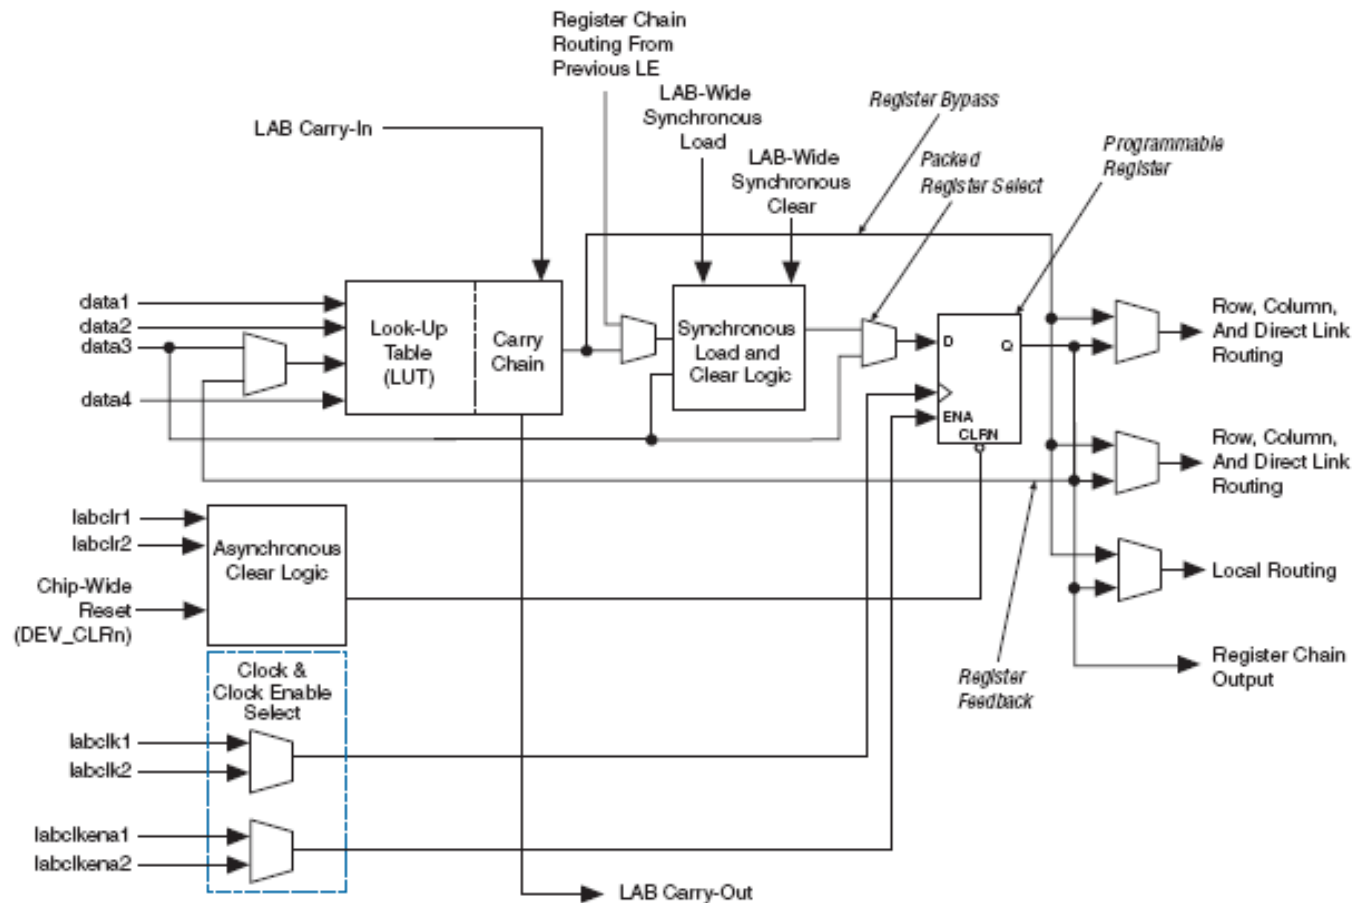 Register Chain
Routing From
Previous LE
LAB-Wide
Synchronous
Load
Register Bypass
LAB Carry-In
LAB-Wide
Synchronous
Clear
Packed
Register Select
Programmable
Register
data1
data2
data3
data4
Look-Up
Table
(LUT)
Carry
Chain
Synchronous
Load and
Clear Logic
D
Q
ENA
CLRN
Row, Column,
And Direct Link
Routing
Row, Column,
And Direct Link
Routing
Local Routing
Register Chain
Output
labclr1
labclr2
Chip-Wide
Reset
(DEV_CLRn)
Asynchronous
Clear Logic
Register
Feedback
Clock &
Clock Enable
Select
labclk1
labclk2
labclkena1
labclkena2
LAB Carry-Out